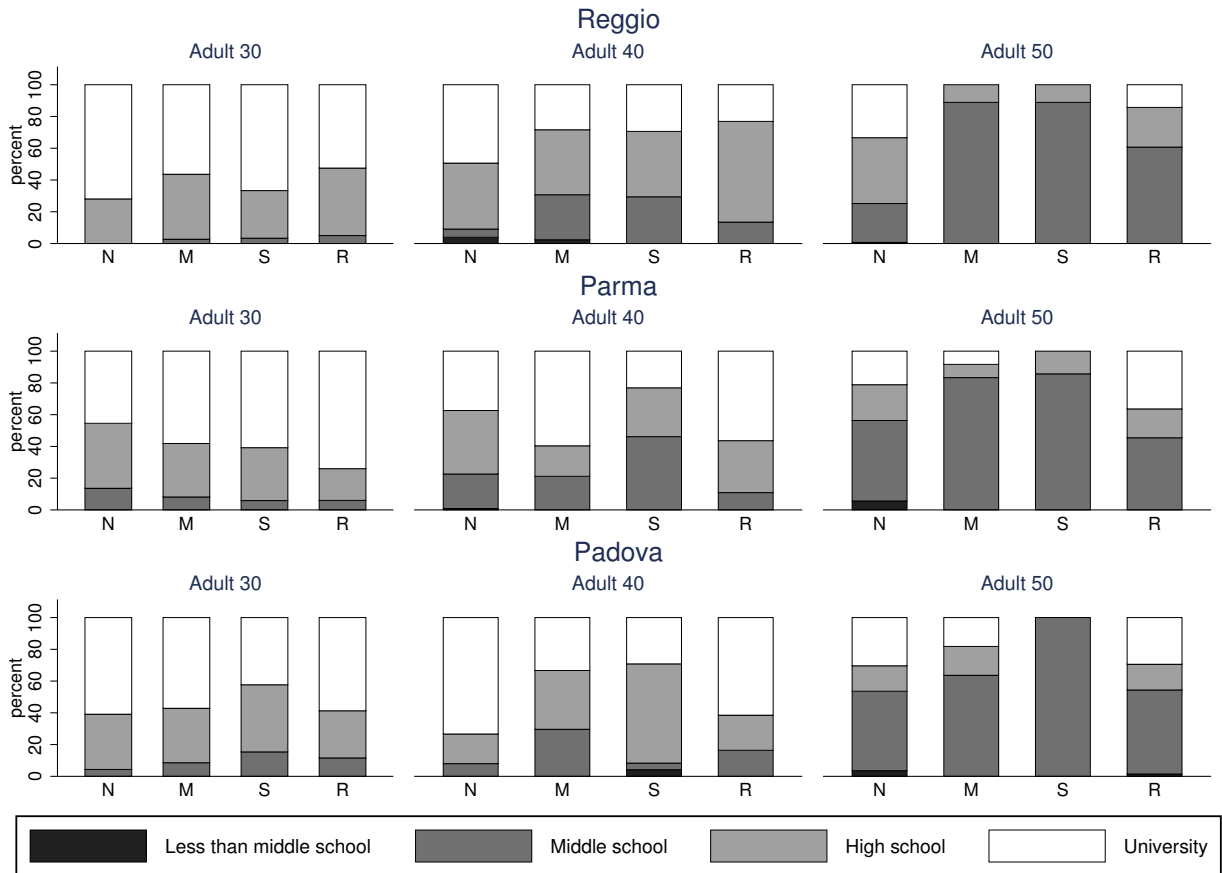 Reggio
Adult 30 Adult 40 Adult 50
percent
0 20 40 60 80 100
N M S R N M S R N M S R
Parma
Adult 30 Adult 40 Adult 50
percent
0 20 40 60 80 100
N M S R N M S R N M S R
Padova
Adult 30 Adult 40 Adult 50
percent
0 20 40 60 80 100
N M S R N M S R N M S R
Less than middle school Middle school High school University